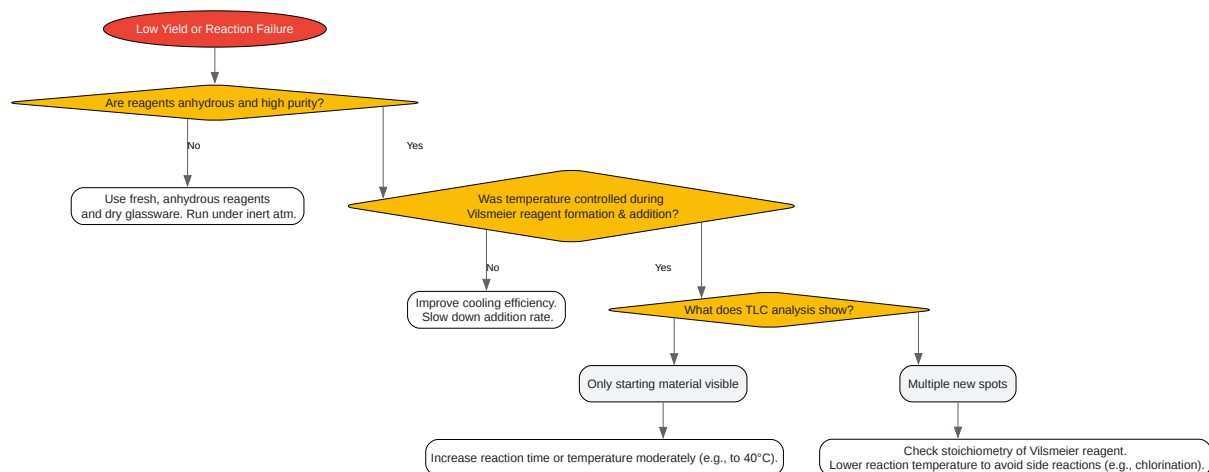 Low Yield or Reaction Failure
Are reagents anhydrous and high purity?
No
Yes
Use fresh, anhydrous reagents
and dry glassware. Run under inert atm.
Was temperature controlled during
Vilsmeier reagent formation & addition?
No
Yes
Improve cooling efficiency.
Slow down addition rate.
What does TLC analysis show?
Only starting material visible
Multiple new spots
Increase reaction time or temperature moderately (e.g., to 40°C).
Check stoichiometry of Vilsmeier reagent.
Lower reaction temperature to avoid side reactions (e.g., chlorination).